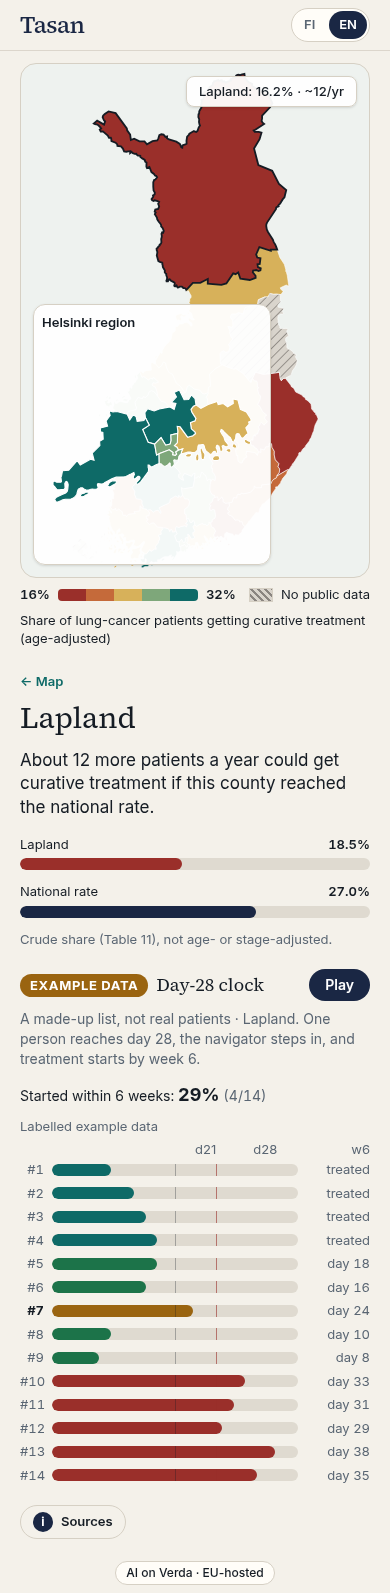 Tasan
FI EN
Lapland: 16.2% · ~12/yr
Helsinki region
16% 32% No public data
Share of lung-cancer patients getting curative treatment
(age-adjusted)
← Map
Lapland
About 12 more patients a year could get
curative treatment if this county reached
the national rate.
Lapland 18.5%
National rate 27.0%
Crude share (Table 11), not age- or stage-adjusted.
EXAMPLE DATA Day-28 clock Play
A made-up list, not real patients · Lapland. One
person reaches day 28, the navigator steps in, and
treatment starts by week 6.
Started within 6 weeks: 29% (4/14)
Labelled example data
d21 d28 w6
#1 treated
#2 treated
#3 treated
#4 treated
#5 day 18
#6 day 16
#7 day 24
#8 day 10
#9 day 8
#10 day 33
#11 day 31
#12 day 29
#13 day 38
#14 day 35
i Sources
AI on Verda · EU-hosted